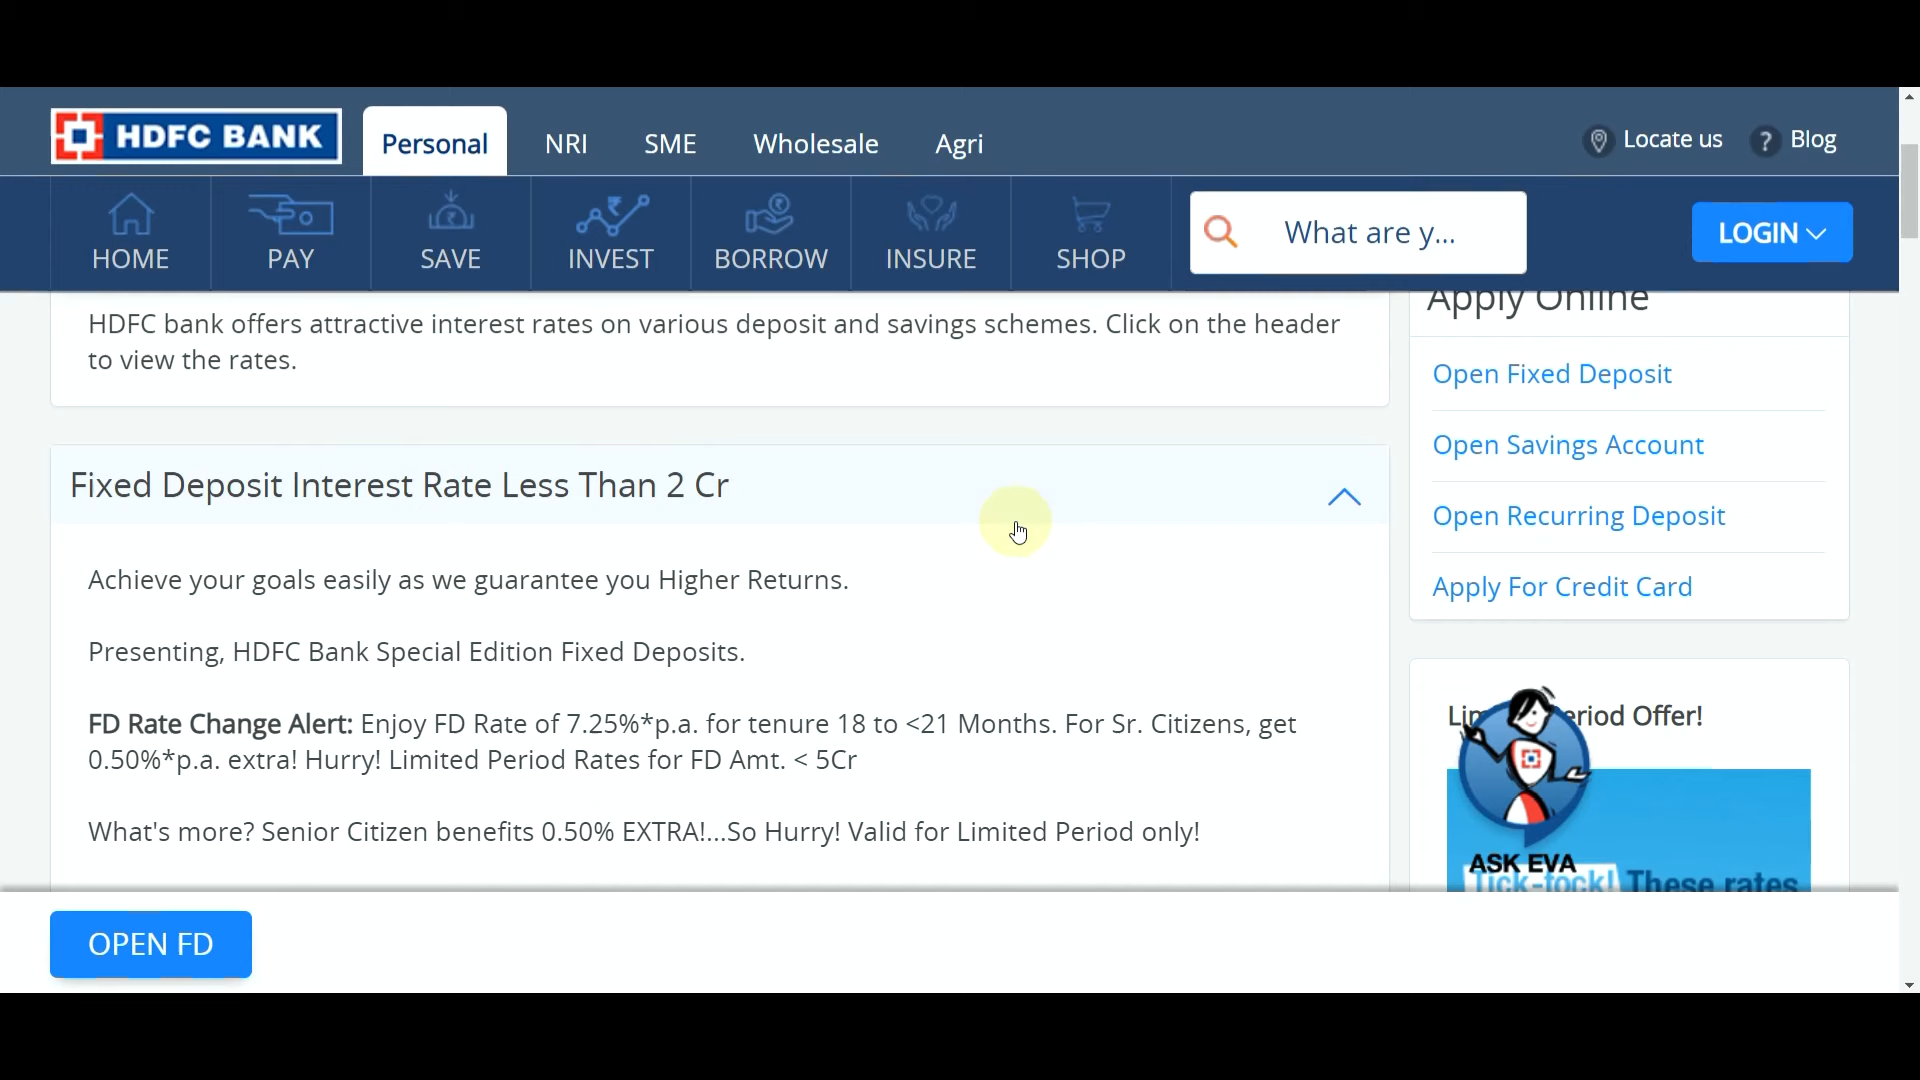 HDFC BANK
Personal
NRI
SME
Wholesale
Agri
Locate us
? Blog
HOME
PAY
SAVE
INVEST
BORROW
INSURE
SHOP
What are y...
LOGIN
HDFC bank offers attractive interest rates on various deposit and savings schemes. Click on the header
to view the rates.
Fixed Deposit Interest Rate Less Than 2 Cr
Achieve your goals easily as we guarantee you Higher Returns.
Presenting, HDFC Bank Special Edition Fixed Deposits.
FD Rate Change Alert: Enjoy FD Rate of 7.25%*p.a. for tenure 18 to <21 Months. For Sr. Citizens, get
0.50%*p.a. extra! Hurry! Limited Period Rates for FD Amt. < 5Cr
What's more? Senior Citizen benefits 0.50% EXTRA!...So Hurry! Valid for Limited Period only!
Apply Online
Open Fixed Deposit
Open Savings Account
Open Recurring Deposit
Apply For Credit Card
Offer!
ASK EVA
Tick-tock! These rates
OPEN FD